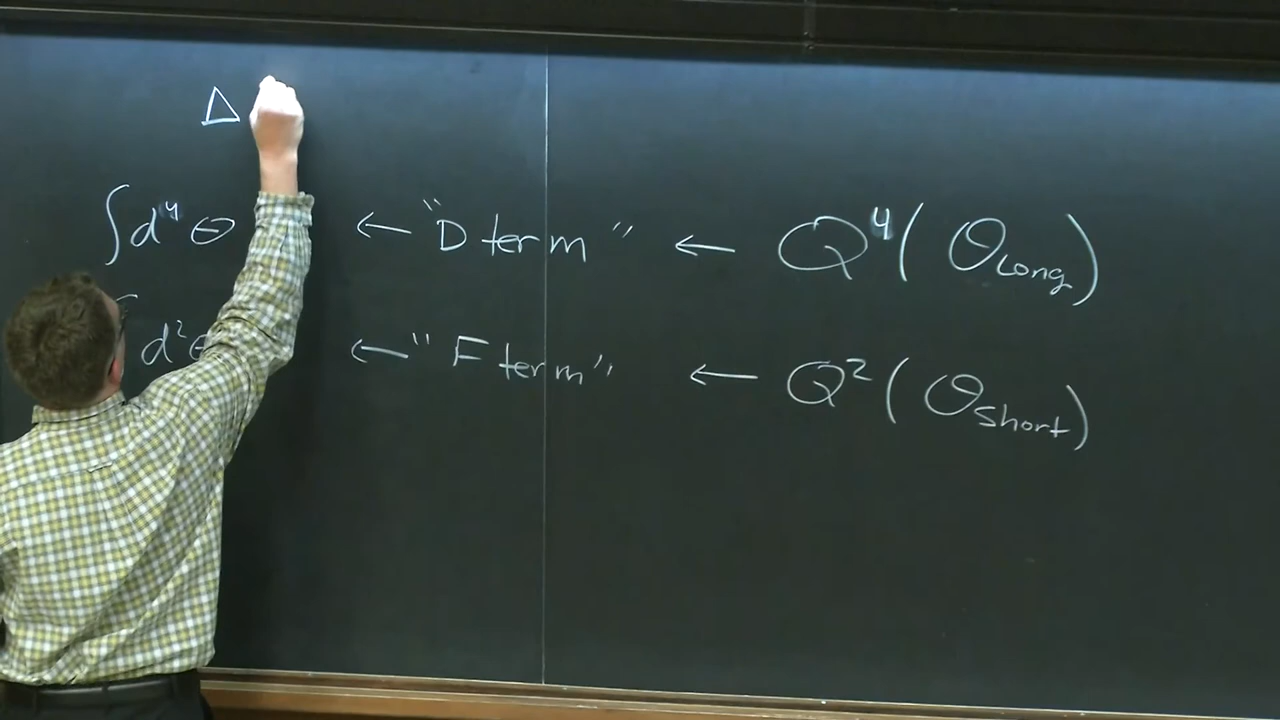 Δ
∫d⁴θ ← "D term" ← Q⁴(O_Long)
d²θ ← "F term" ← Q²(O_Short)